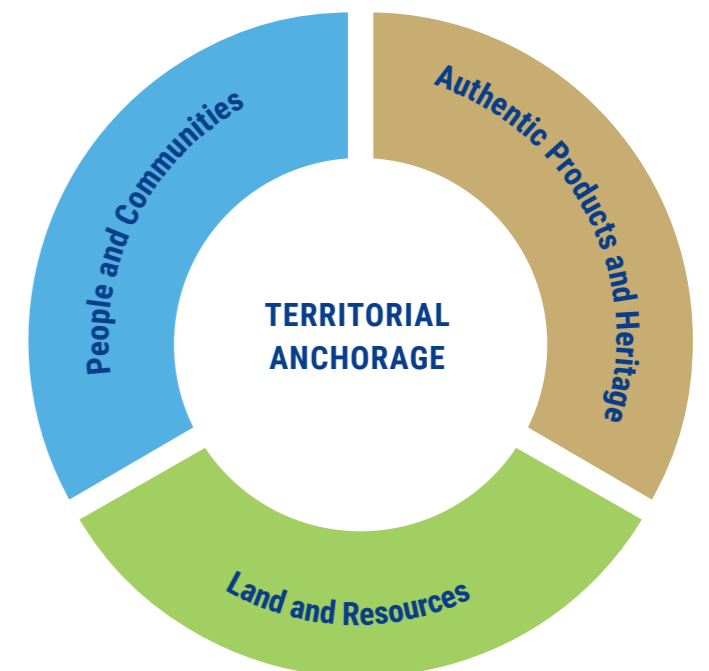 People and Communities
Authentic Products and Heritage
TERRITORIAL
ANCHORAGE
Land and Resources